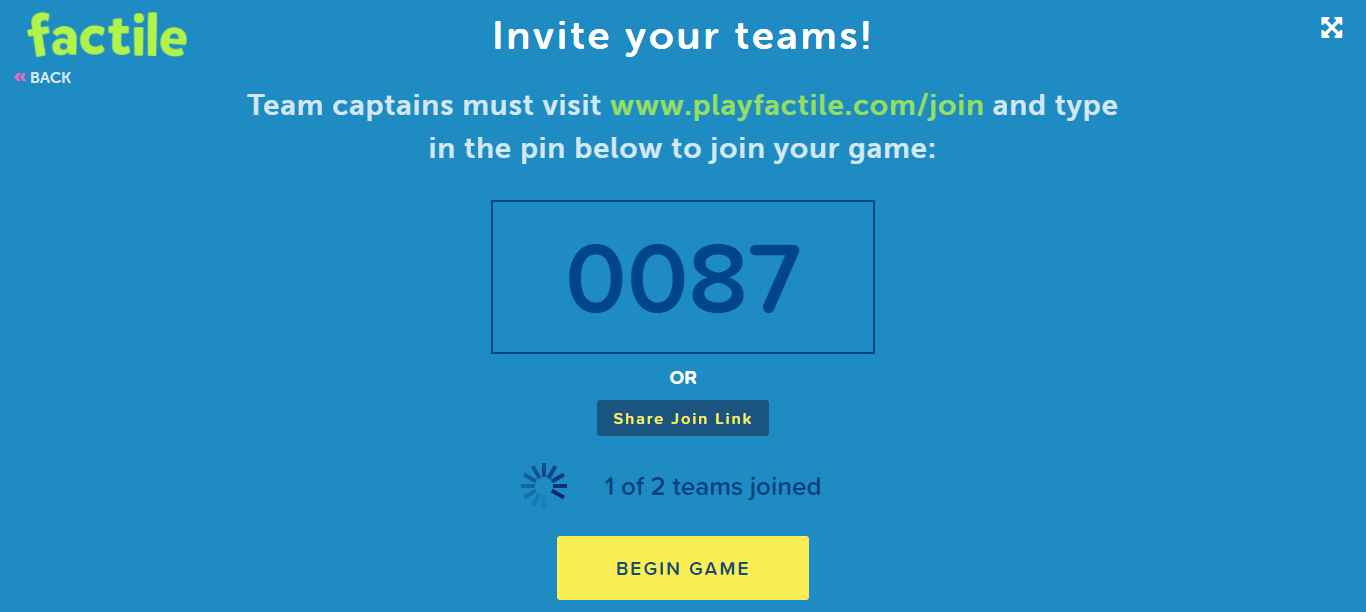 factile
Invite your teams!
« BACK
Team captains must visit www.playfactile.com/join and type
in the pin below to join your game:
0087
OR
Share Join Link
1 of 2 teams joined
BEGIN GAME